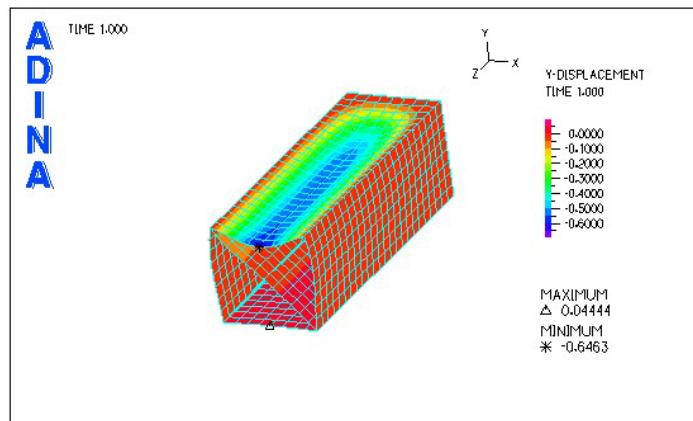 ADINA
TIME 1.000
Y
X
Z
Y-DISPLACEMENT
TIME 1.000
0.0000
-0.1000
-0.2000
-0.3000
-0.4000
-0.5000
-0.6000
MAXIMUM
△ 0.04444
MINIMUM
✳ -0.6463